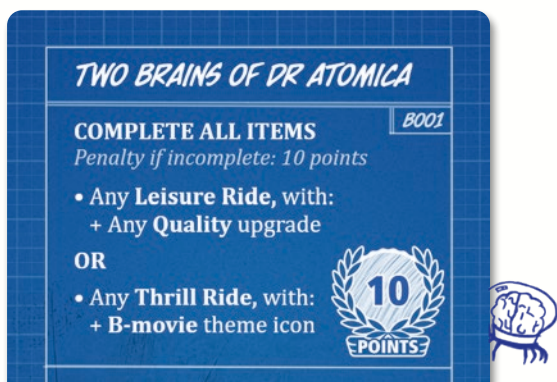 TWO BRAINS OF DR ATOMICA
B001
COMPLETE ALL ITEMS
Penalty if incomplete: 10 points
• Any Leisure Ride, with:
+ Any Quality upgrade
OR
• Any Thrill Ride, with:
+ B-movie theme icon
10
POINTS